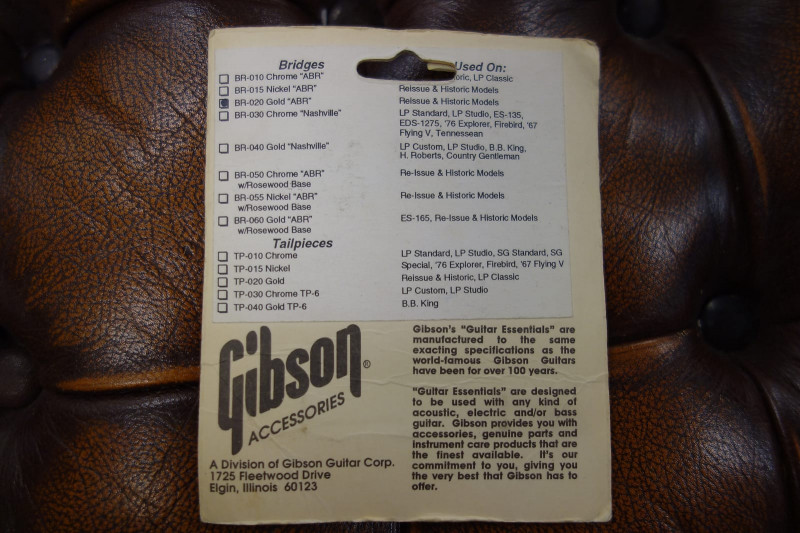 Bridges Used On:
BR-010 Chrome "ABR" oric, LP Classic
BR-015 Nickel "ABR" Reissue & Historic Models
BR-020 Gold "ABR" Reissue & Historic Models
BR-030 Chrome "Nashville" LP Standard, LP Studio, ES-135,
EDS-1275, '76 Explorer, Firebird, '67
Flying V, Tennessean
BR-040 Gold "Nashville" LP Custom, LP Studio, B.B. King,
H. Roberts, Country Gentleman
BR-050 Chrome "ABR" Re-Issue & Historic Models
w/Rosewood Base
BR-055 Nickel "ABR" Re-Issue & Historic Models
w/Rosewood Base
BR-060 Gold "ABR" ES-165, Re-Issue & Historic Models
w/Rosewood Base
Tailpieces
TP-010 Chrome LP Standard, LP Studio, SG Standard, SG
TP-015 Nickel Special, '76 Explorer, Firebird, '67 Flying V
TP-020 Gold Reissue & Historic, LP Classic
TP-030 Chrome TP-6 LP Custom, LP Studio
TP-040 Gold TP-6 B.B. King
Gibson ®
ACCESSORIES
A Division of Gibson Guitar Corp.
1725 Fleetwood Drive
Elgin, Illinois 60123
Gibson's "Guitar Essentials" are
manufactured to the same
exacting specifications as the
world-famous Gibson Guitars
have been for over 100 years.
"Guitar Essentials" are designed
to be used with any kind of
acoustic, electric and/or bass
guitar. Gibson provides you with
accessories, genuine parts and
instrument care products that are
the finest available. It's our
commitment to you, giving you
the very best that Gibson has to
offer.